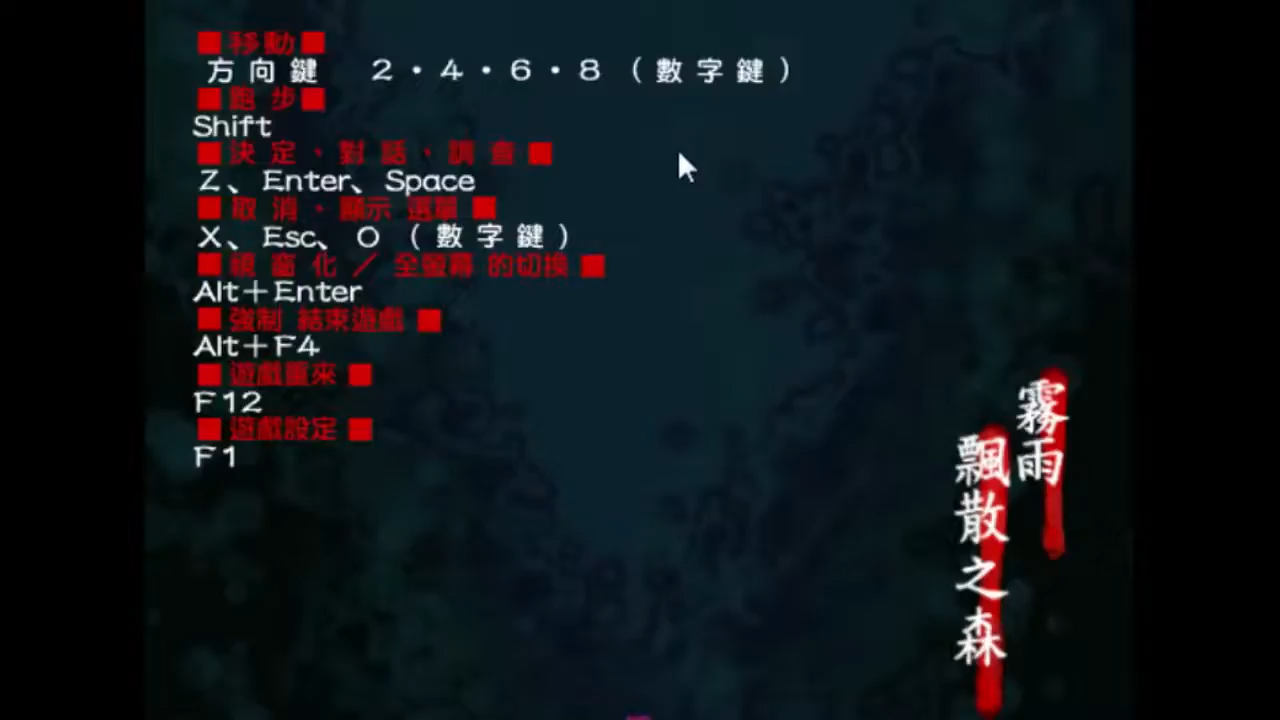 ■移動■
方向鍵　２・４・６・８（數字鍵）
■跑 步■
Shift
■決 定・對 話・調 查■
Z、Enter、Space
■取 消・顯示 選單■
X、Esc、０（數字鍵）
■視 窗 化 ／ 全螢幕 的切換■
Alt＋Enter
■強制 結束遊戲■
Alt＋F4
■遊戲重來■
F12
■遊戲設定■
F1
霧雨
飄散之森